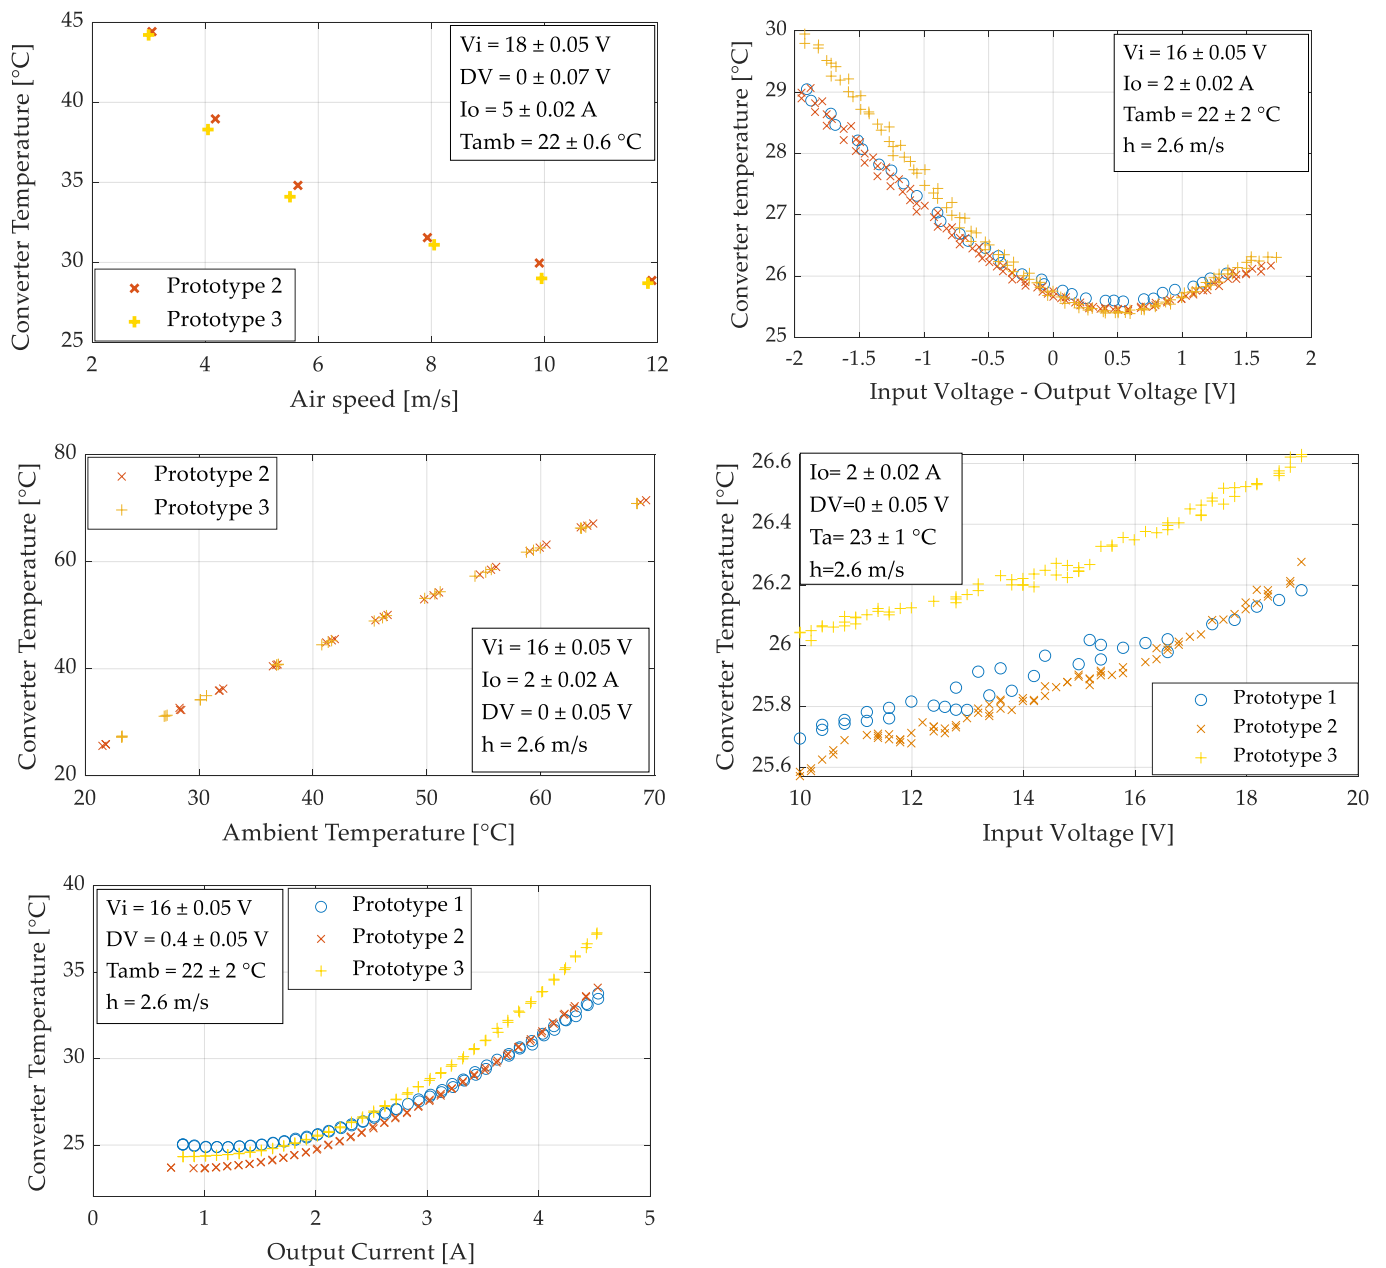 45
40
35
30
25
2
4
6
8
10
12
Converter Temperature [°C]
Air speed [m/s]
Vi = 18 ± 0.05 V
DV = 0 ± 0.07 V
Io = 5 ± 0.02 A
Tamb = 22 ± 0.6 °C
Prototype 2
Prototype 3
30
29
28
27
26
25
-2
-1.5
-1
-0.5
0
0.5
1
1.5
2
Converter temperature [°C]
Input Voltage - Output Voltage [V]
Vi = 16 ± 0.05 V
Io = 2 ± 0.02 A
Tamb = 22 ± 2 °C
h = 2.6 m/s
80
60
40
20
20
30
40
50
60
70
Converter Temperature [°C]
Ambient Temperature [°C]
Prototype 2
Prototype 3
Vi = 16 ± 0.05 V
Io = 2 ± 0.02 A
DV = 0 ± 0.05 V
h = 2.6 m/s
26.6
26.4
26.2
26
25.8
25.6
10
12
14
16
18
20
Converter Temperature [°C]
Input Voltage [V]
Io= 2 ± 0.02 A
DV=0 ± 0.05 V
Ta= 23 ± 1 °C
h=2.6 m/s
Prototype 1
Prototype 2
Prototype 3
40
35
30
25
0
1
2
3
4
5
Converter Temperature [°C]
Output Current [A]
Vi = 16 ± 0.05 V
DV = 0.4 ± 0.05 V
Tamb = 22 ± 2 °C
h = 2.6 m/s
Prototype 1
Prototype 2
Prototype 3